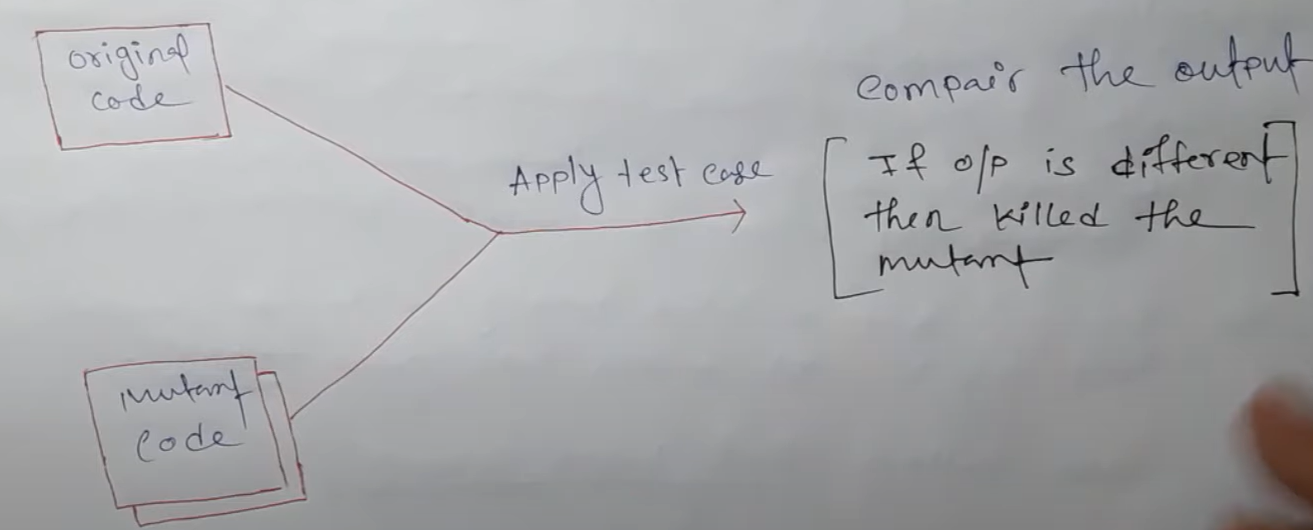 original
code
Apply test case
Compair the output
If o/p is different
then killed the
mutant
Mutant
Code